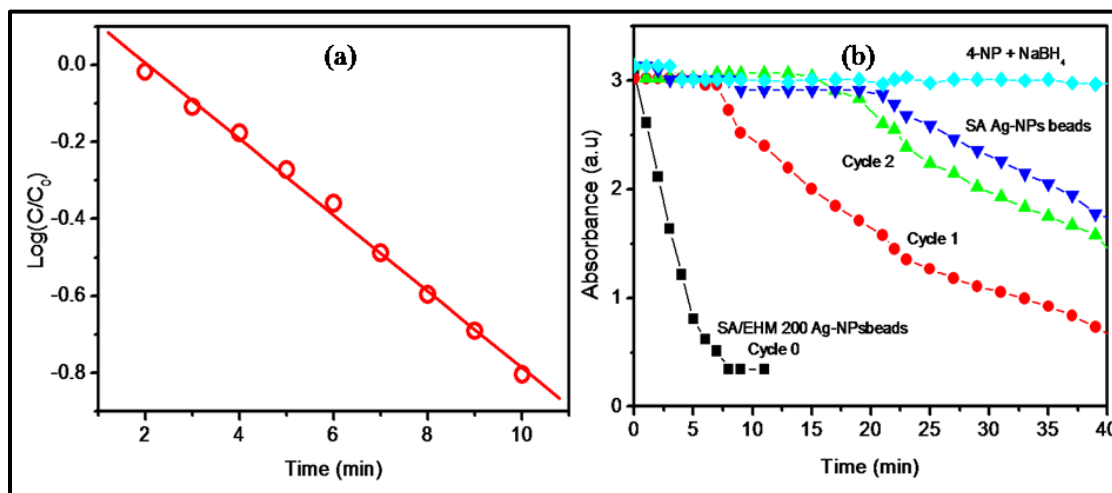 (a)
Log(C/C0)
0.0
-0.2
-0.4
-0.6
-0.8
2 4 6 8 10
Time (min)
(b)
Absorbance (a.u)
3
2
1
0
4-NP + NaBH4
SA Ag-NPs beads
Cycle 2
Cycle 1
SA/EHM 200 Ag-NPsbeads
Cycle 0
0 5 10 15 20 25 30 35 40
Time (min)